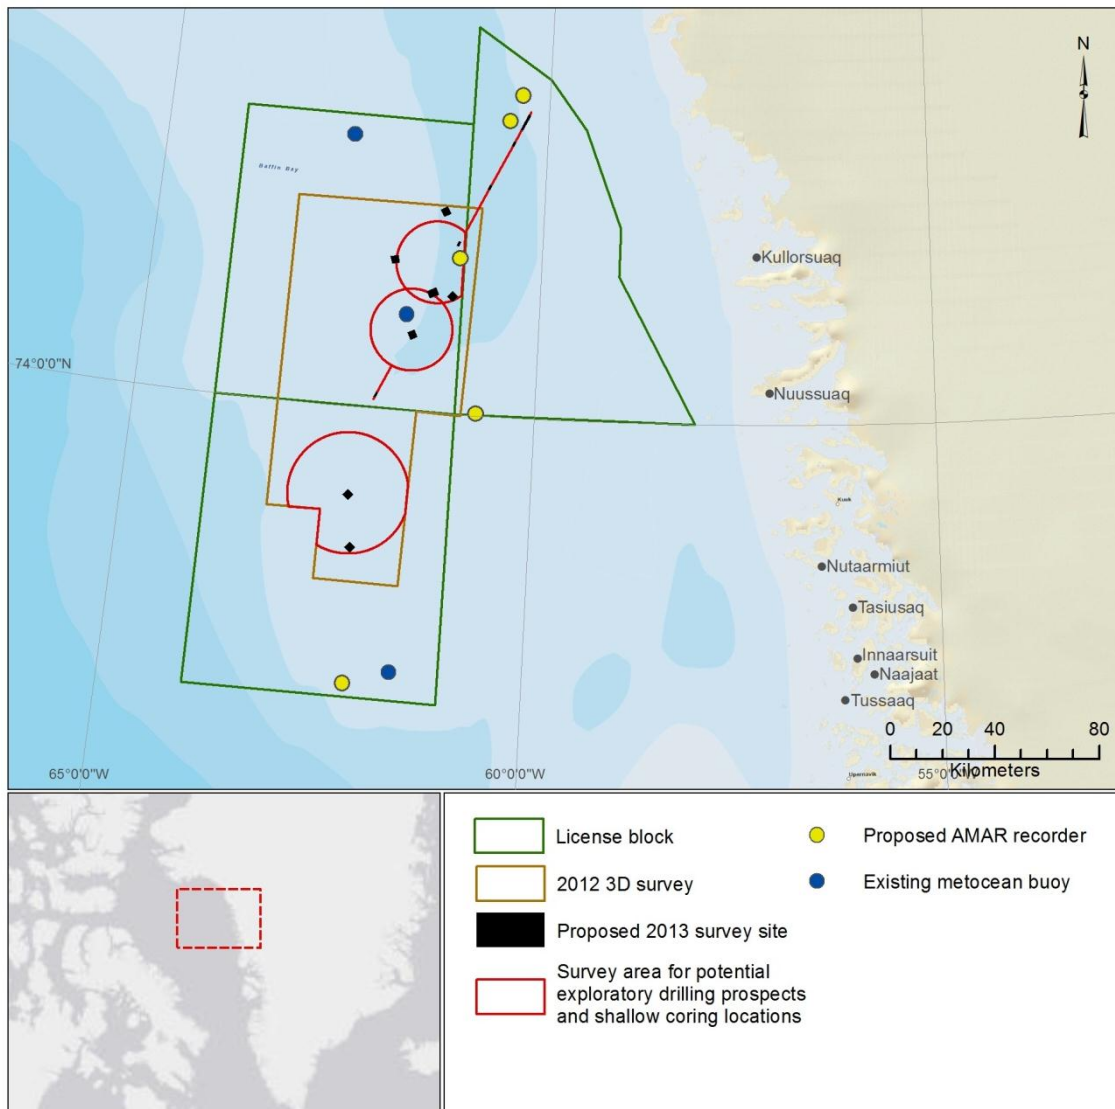 N
Baffin Bay
Kullorsuaq
74°0'0"N
Nuussuaq
Kuuk
Nutaarmiut
Tasiusaq
Innaarsuit
Naajaat
Tussaaq
0 20 40 80
Kilometers
Upernavik
65°0'0"W
60°0'0"W
55°0'0"W
License block
2012 3D survey
Proposed 2013 survey site
Survey area for potential
exploratory drilling prospects
and shallow coring locations
Proposed AMAR recorder
Existing metocean buoy